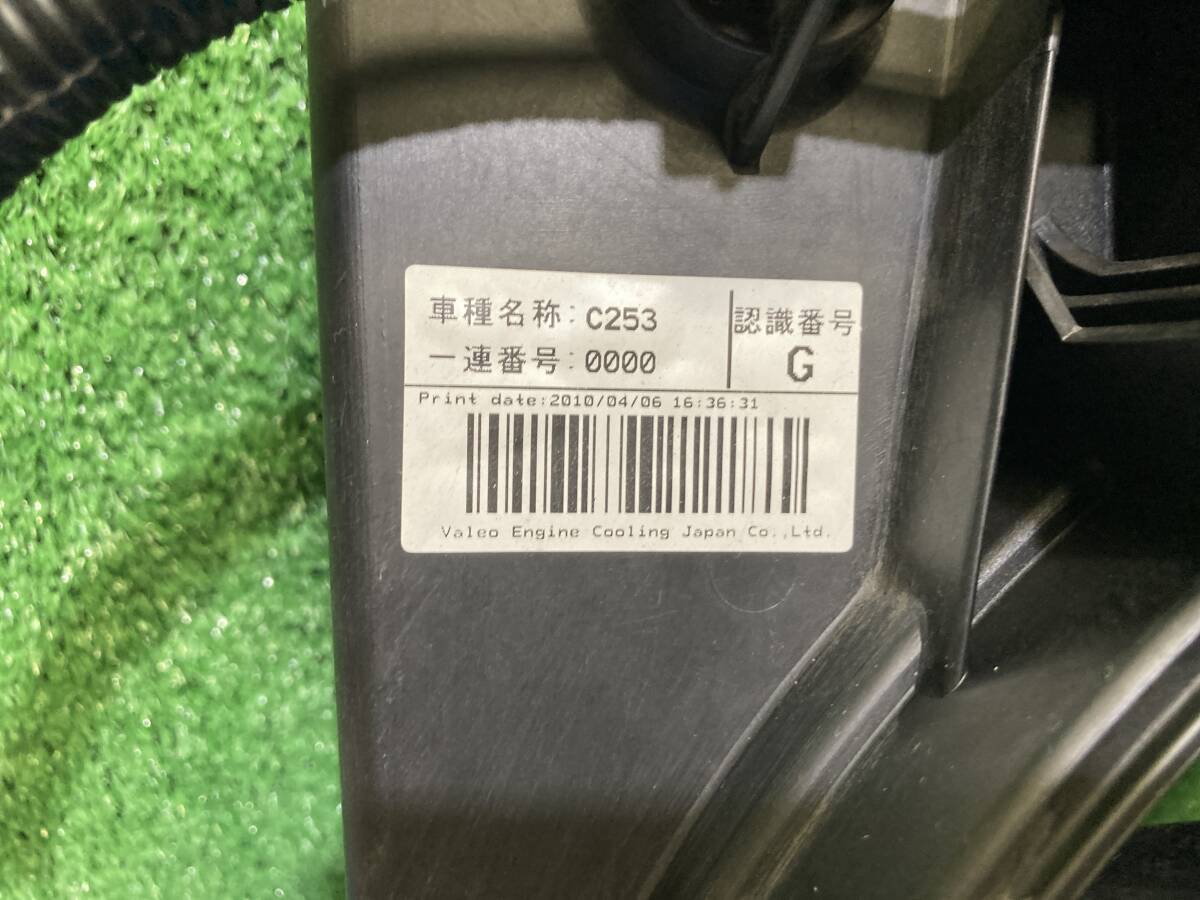 車種名称: C253
一連番号: 0000
認識番号
G
Print date:2010/04/06 16:36:31
Valeo Engine Cooling Japan Co.,Ltd.